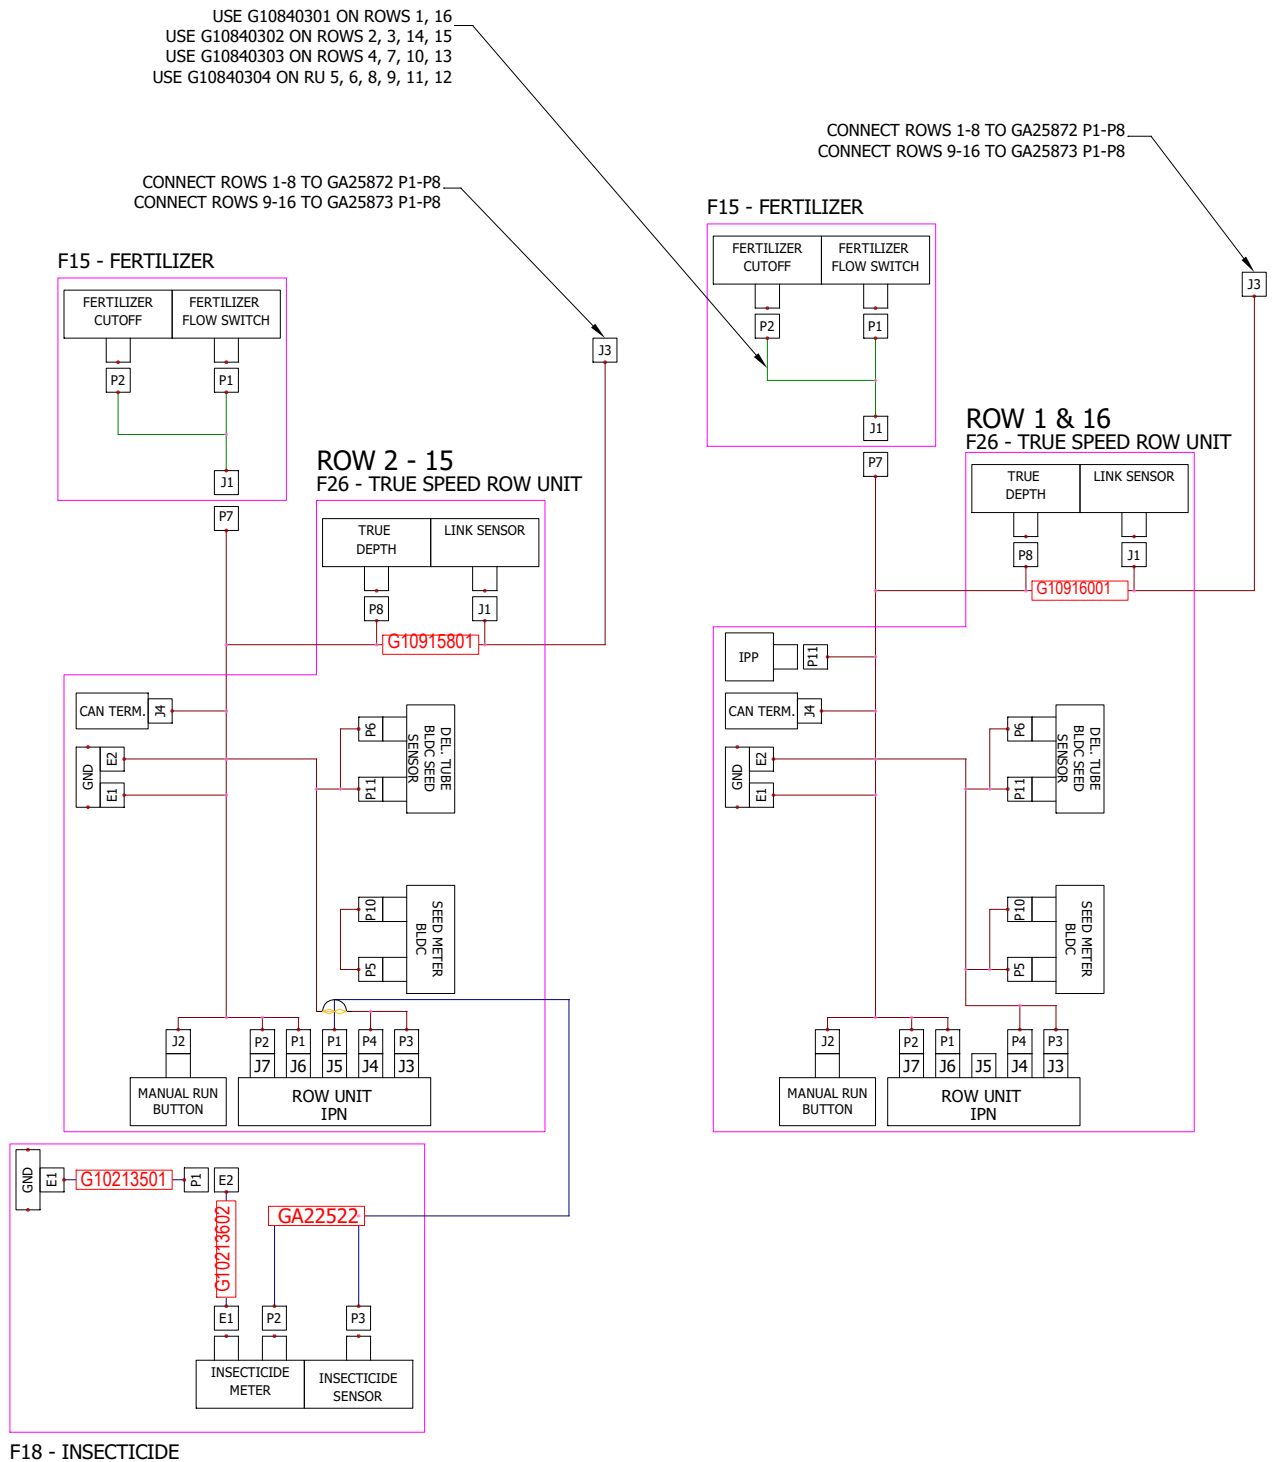 USE G10840301 ON ROWS 1, 16
USE G10840302 ON ROWS 2, 3, 14, 15
USE G10840303 ON ROWS 4, 7, 10, 13
USE G10840304 ON RU 5, 6, 8, 9, 11, 12
CONNECT ROWS 1-8 TO GA25872 P1-P8
CONNECT ROWS 9-16 TO GA25873 P1-P8
F15 - FERTILIZER
FERTILIZER
CUTOFF
FERTILIZER
FLOW SWITCH
P2
P1
J3
J1
P7
ROW 2 - 15
F26 - TRUE SPEED ROW UNIT
TRUE
DEPTH
LINK SENSOR
P8
J1
G10915801
CAN TERM.
J4
GND
E2
E1
P6
P11
DEL. TUBE
BLDC SEED
SENSOR
P10
P5
SEED METER
BLDC
J2
P2
P1
P1
P4
P3
J7
J6
J5
J4
J3
MANUAL RUN
BUTTON
ROW UNIT
IPN
GND
E1
G10213501
P1
E2
G10213602
GA22522
E1
P2
P3
INSECTICIDE
METER
INSECTICIDE
SENSOR
F18 - INSECTICIDE
CONNECT ROWS 1-8 TO GA25872 P1-P8
CONNECT ROWS 9-16 TO GA25873 P1-P8
F15 - FERTILIZER
FERTILIZER
CUTOFF
FERTILIZER
FLOW SWITCH
P2
P1
J3
J1
P7
ROW 1 & 16
F26 - TRUE SPEED ROW UNIT
TRUE
DEPTH
LINK SENSOR
P8
J1
G10916001
IPP
P11
CAN TERM.
J4
GND
E2
E1
P6
P11
DEL. TUBE
BLDC SEED
SENSOR
P10
P5
SEED METER
BLDC
J2
P2
P1
P4
P3
J7
J6
J5
J4
J3
MANUAL RUN
BUTTON
ROW UNIT
IPN